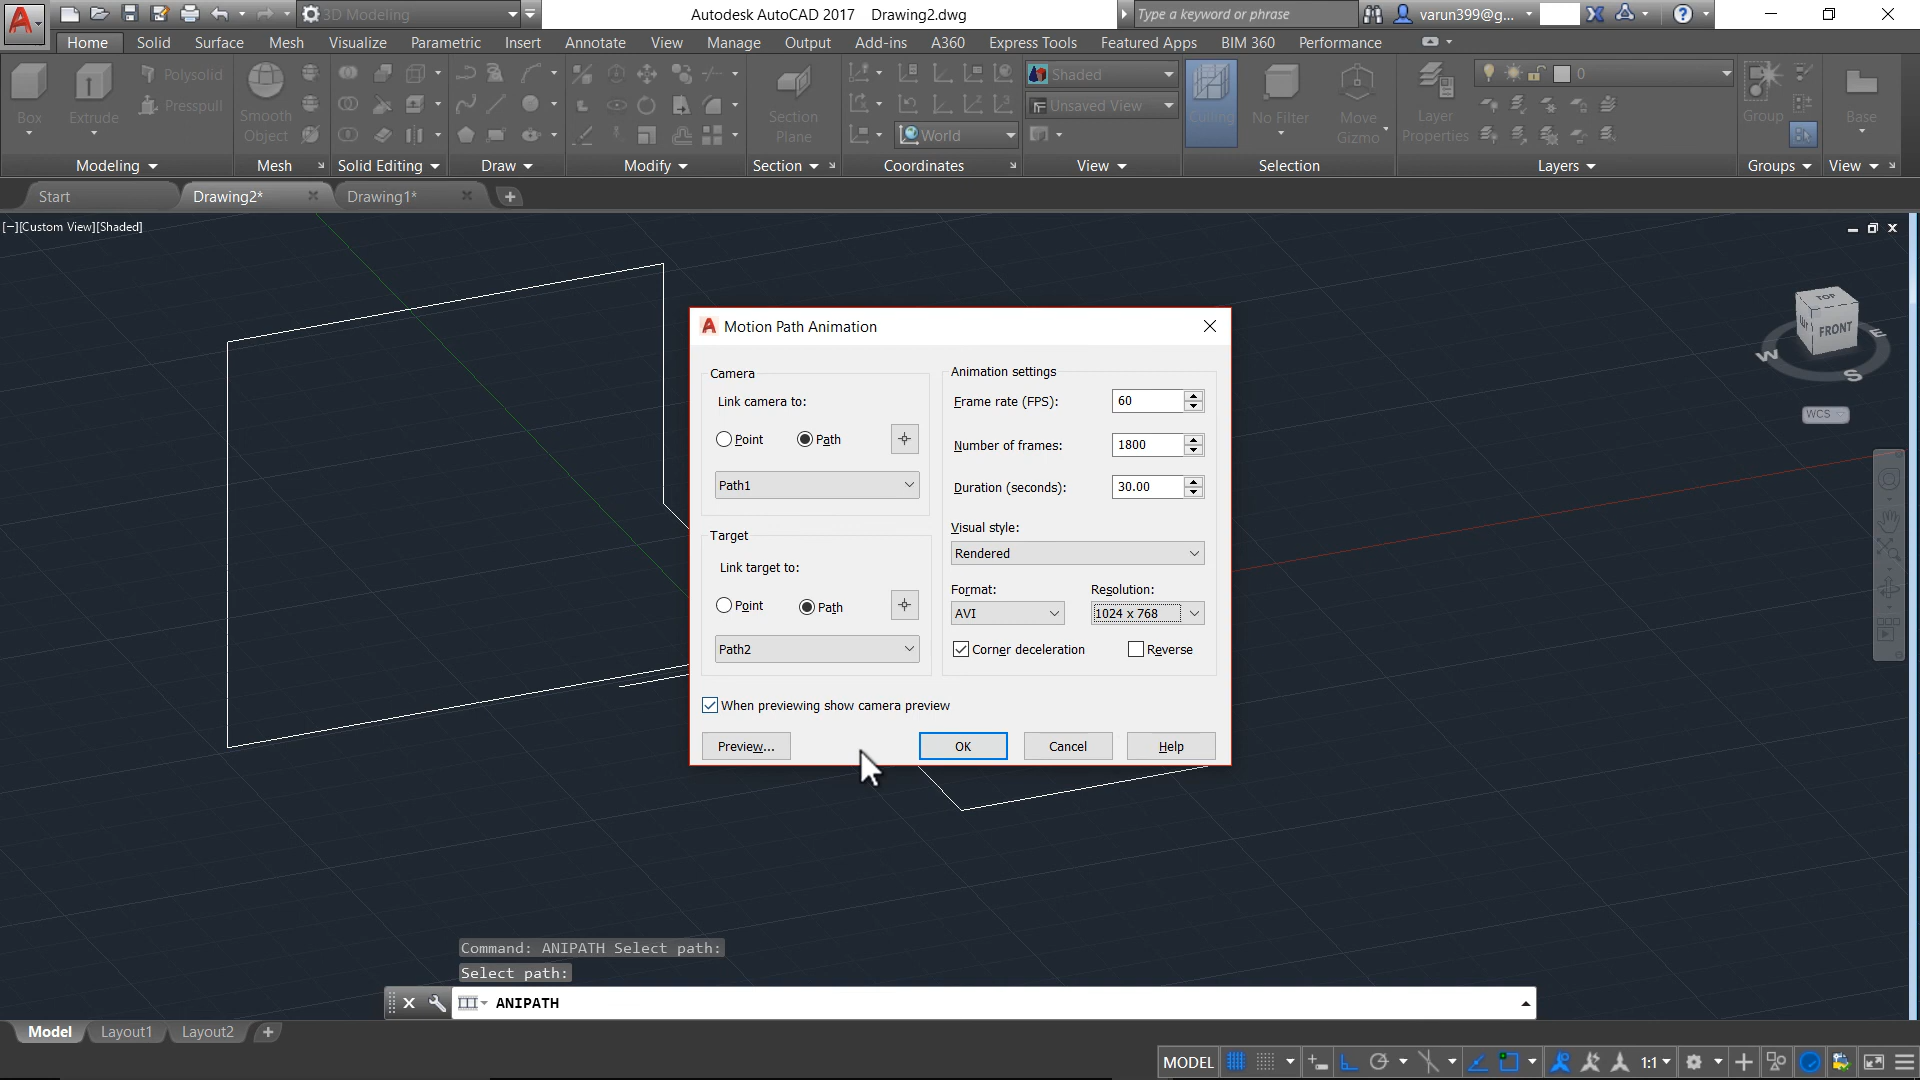 3D Modeling
Autodesk AutoCAD 2017 Drawing2.dwg
Type a keyword or phrase
varun399@g...
Home Solid Surface Mesh Visualize Parametric Insert Annotate View Manage Output Add-ins A360 Express Tools Featured Apps BIM 360 Performance
Box
Extrude
Polysolid
Presspull
Smooth
Object
Section
Plane
World
Shaded
Unsaved View
Culling
No Filter
Move
Gizmo
Layer
Properties
0
Group
Base
Modeling Mesh Solid Editing Draw Modify Section Coordinates View Selection Layers Groups View
Start Drawing2* Drawing1*
[−][Custom View][Shaded]
TOP
FRONT
W
E
S
WCS
Motion Path Animation
Camera
Link camera to:
Point Path
Path1
Target
Link target to:
Point Path
Path2
Animation settings
Frame rate (FPS): 60
Number of frames: 1800
Duration (seconds): 30.00
Visual style:
Rendered
Format: Resolution:
AVI 1024 x 768
Corner deceleration Reverse
When previewing show camera preview
Preview... OK Cancel Help
Command: ANIPATH Select path:
Select path:
ANIPATH
Model Layout1 Layout2
MODEL 1:1